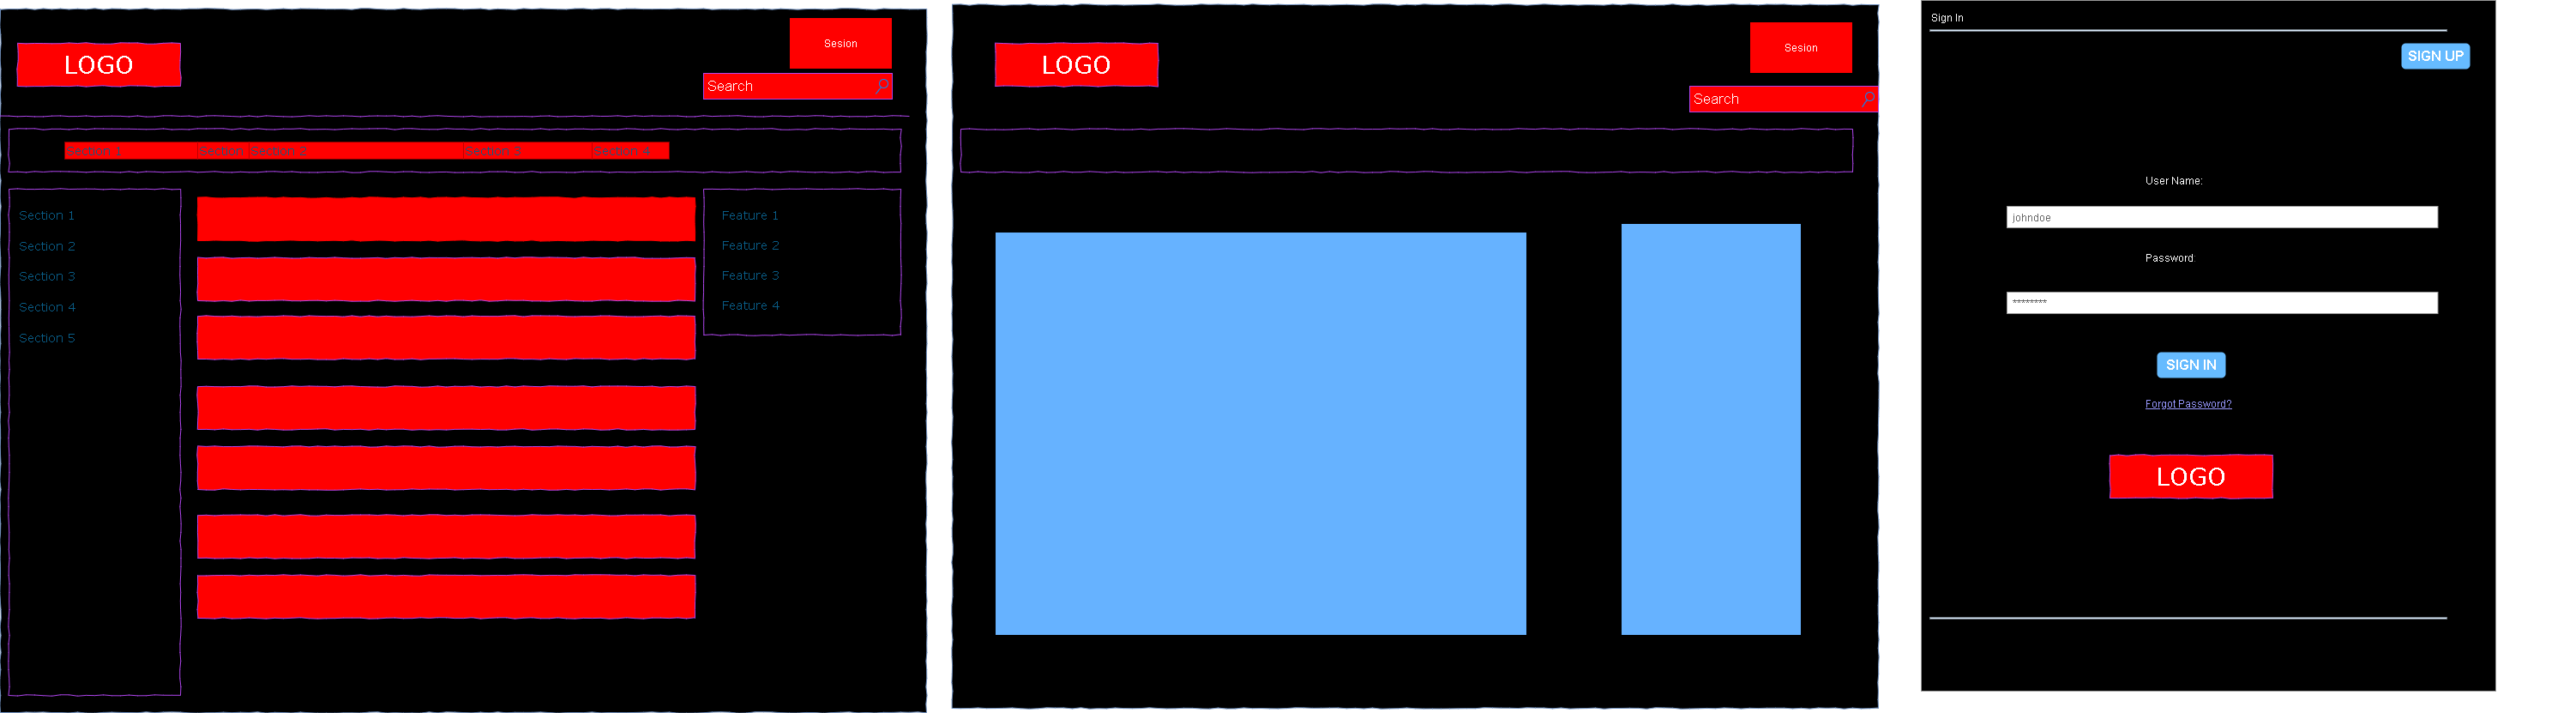 Sesion
LOGO
Search
Section 1 Section Section 2 Section 3 Section 4
Section 1
Section 2
Section 3
Section 4
Section 5
Feature 1
Feature 2
Feature 3
Feature 4
Sesion
LOGO
Search
Sign In
SIGN UP
User Name:
johndoe
Password
********
SIGN IN
Forgot Password?
LOGO